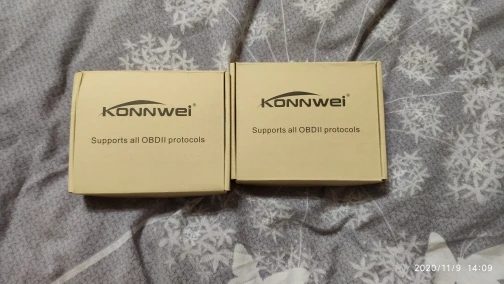 KONNWEI®
Supports all OBDII protocols
KONNWEI®
Supports all OBDII protocols
2020/11/9 14:09